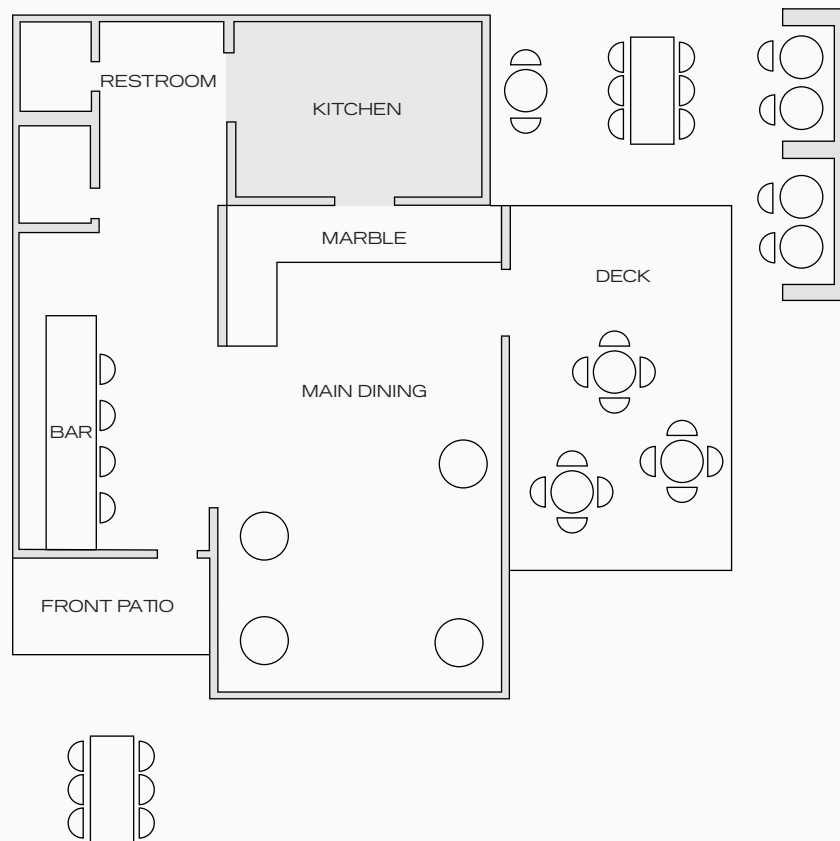 RESTROOM
KITCHEN
MARBLE
DECK
MAIN DINING
BAR
FRONT PATIO